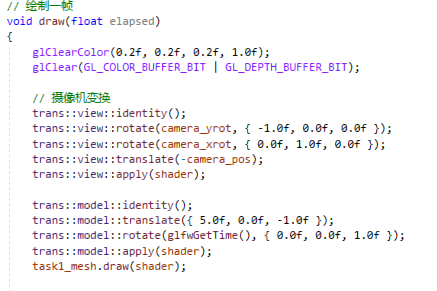 // 绘制一帧
void draw(float elapsed)
{
    glClearColor(0.2f, 0.2f, 0.2f, 1.0f);
    glClear(GL_COLOR_BUFFER_BIT | GL_DEPTH_BUFFER_BIT);

    // 摄像机变换
    trans::view::identity();
    trans::view::rotate(camera_yrot, { -1.0f, 0.0f, 0.0f });
    trans::view::rotate(camera_xrot, { 0.0f, 1.0f, 0.0f });
    trans::view::translate(-camera_pos);
    trans::view::apply(shader);

    trans::model::identity();
    trans::model::translate({ 5.0f, 0.0f, -1.0f });
    trans::model::rotate(glfwGetTime(), { 0.0f, 0.0f, 1.0f });
    trans::model::apply(shader);
    task1_mesh.draw(shader);